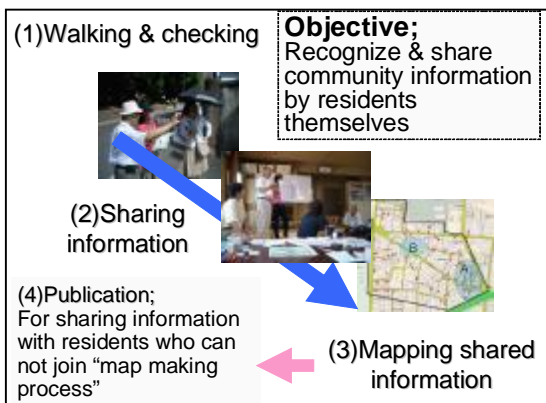 (1)Walking & checking
Objective;
Recognize & share
community information
by residents
themselves
(2)Sharing
information
B
A
(3)Mapping shared
information
(4)Publication;
For sharing information
with residents who can
not join “map making
process”